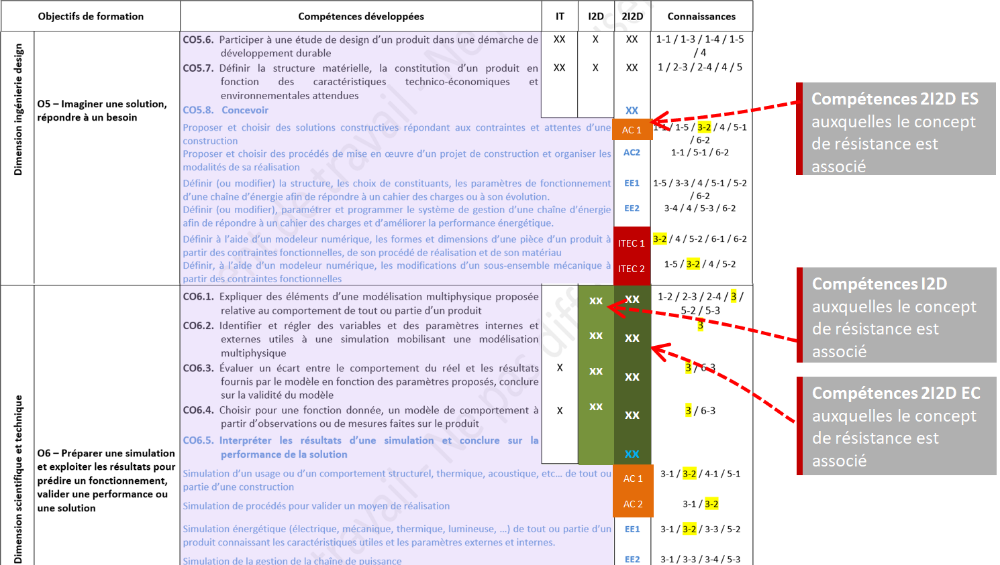 Objectifs de formation
Compétences développées
IT
I2D
2I2D
Connaissances
Dimension ingénierie design
O5 – Imaginer une solution,
répondre à un besoin
CO5.6. Participer à une étude de design d’un produit dans une démarche de
développement durable
XX
X
XX
1-1 / 1-3 / 1-4 / 1-5
/ 4
CO5.7. Définir la structure matérielle, la constitution d’un produit en
fonction des caractéristiques technico-économiques et
environnementales attendues
XX
X
XX
1 / 2-3 / 2-4 / 4 / 5
CO5.8. Concevoir
XX
Proposer et choisir des solutions constructives répondant aux contraintes et attentes d’une
construction
AC 1
1-1 / 1-5 / 3-2 / 4 / 5-1
/ 6-2
Proposer et choisir des procédés de mise en œuvre d’un projet de construction et organiser les
modalités de sa réalisation
AC2
1-1 / 5-1 / 6-2
Définir (ou modifier) la structure, les choix de constituants, les paramètres de fonctionnement
d’une chaîne d’énergie afin de répondre à un cahier des charges ou à son évolution.
EE1
1-5 / 3-3 / 4 / 5-1 / 5-2
/ 6-2
Définir (ou modifier), paramétrer et programmer le système de gestion d’une chaîne d’énergie
afin de répondre à un cahier des charges et d’améliorer la performance énergétique.
EE2
3-4 / 4 / 5-3 / 6-2
Définir à l’aide d’un modeleur numérique, les formes et dimensions d’une pièce d’un produit à
partir des contraintes fonctionnelles, de son procédé de réalisation et de son matériau
ITEC 1
3-2 / 4 / 5-2 / 6-1 / 6-2
Définir, à l’aide d’un modeleur numérique, les modifications d’un sous-ensemble mécanique à
partir des contraintes fonctionnelles
ITEC 2
1-5 / 3-2 / 4 / 5-2
Dimension scientifique et technique
O6 – Préparer une simulation
et exploiter les résultats pour
prédire un fonctionnement,
valider une performance ou
une solution
CO6.1. Expliquer des éléments d’une modélisation multiphysique proposée
relative au comportement de tout ou partie d’un produit
XX
XX
1-2 / 2-3 / 2-4 / 3 /
5-2 / 5-3
CO6.2. Identifier et régler des variables et des paramètres internes et
externes utiles à une simulation mobilisant une modélisation
multiphysique
XX
XX
3
CO6.3. Évaluer un écart entre le comportement du réel et les résultats
fournis par le modèle en fonction des paramètres proposés, conclure
sur la validité du modèle
X
XX
XX
3 / 6-3
CO6.4. Choisir pour une fonction donnée, un modèle de comportement à
partir d’observations ou de mesures faites sur le produit
X
XX
XX
3 / 6-3
CO6.5. Interpréter les résultats d’une simulation et conclure sur la
performance de la solution
XX
Simulation d’un usage ou d’un comportement structurel, thermique, acoustique, etc… de tout ou
partie d’une construction
AC 1
3-1 / 3-2 / 4-1 / 5-1
Simulation de procédés pour valider un moyen de réalisation
AC 2
3-1 / 3-2
Simulation énergétique (électrique, mécanique, thermique, lumineuse, …) de tout ou partie d’un
produit connaissant les caractéristiques utiles et les paramètres externes et internes.
EE1
3-1 / 3-2 / 3-3 / 5-2
Simulation de la gestion de la chaîne de puissance
EE2
3-1 / 3-3 / 3-4 / 5-3
Compétences 2I2D ES
auxquelles le concept
de résistance est
associé
Compétences I2D
auxquelles le concept
de résistance est
associé
Compétences 2I2D EC
auxquelles le concept
de résistance est
associé